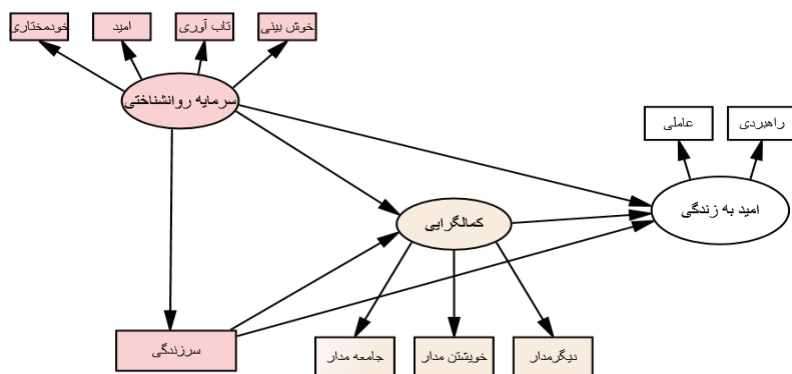 خوش بینی
تاب آوری
امید
خودمختاری
سرمایه روانشناختی
راهبردی
عاملی
امید به زندگی
کمالگرایی
سرزندگی
دیگرمدار
خویشتن مدار
جامعه مدار